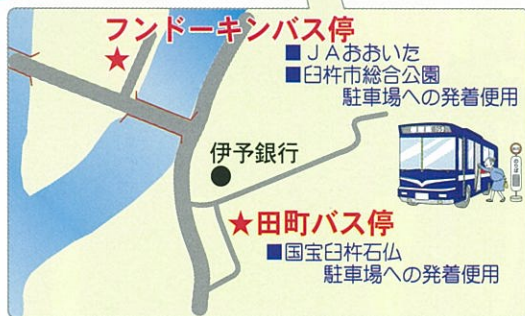 フンドーキンバス停
■ＪＡおおいた
■臼杵市総合公園
駐車場への発着便用
伊予銀行
★田町バス停
■国宝臼杵石仏
駐車場への発着便用